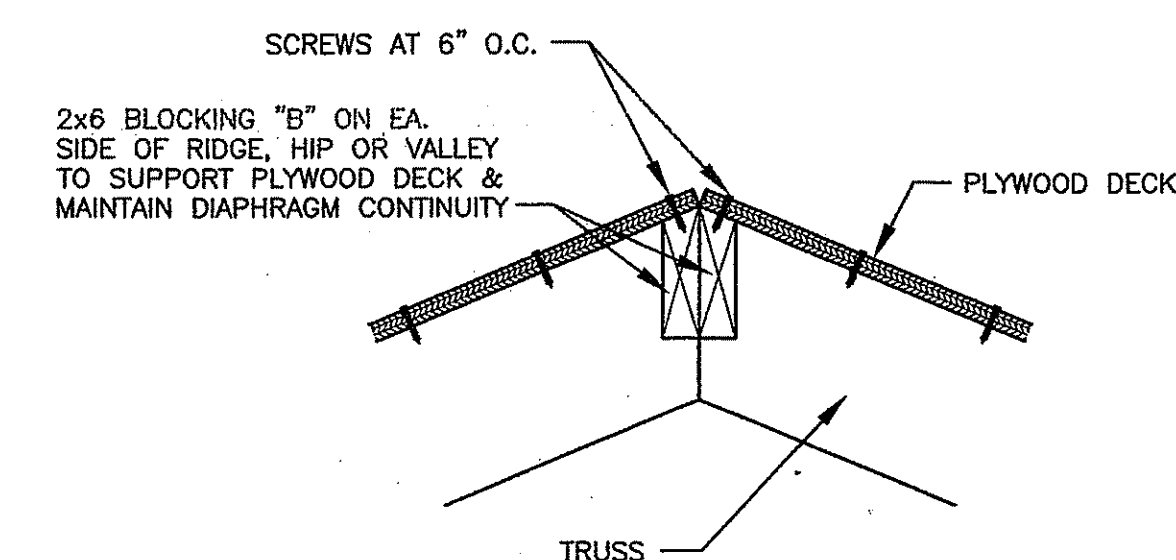 SCREWS AT 6" O.C.
2x6 BLOCKING "B" ON EA.
SIDE OF RIDGE, HIP OR VALLEY
TO SUPPORT PLYWOOD DECK &
MAINTAIN DIAPHRAGM CONTINUITY
PLYWOOD DECK
TRUSS